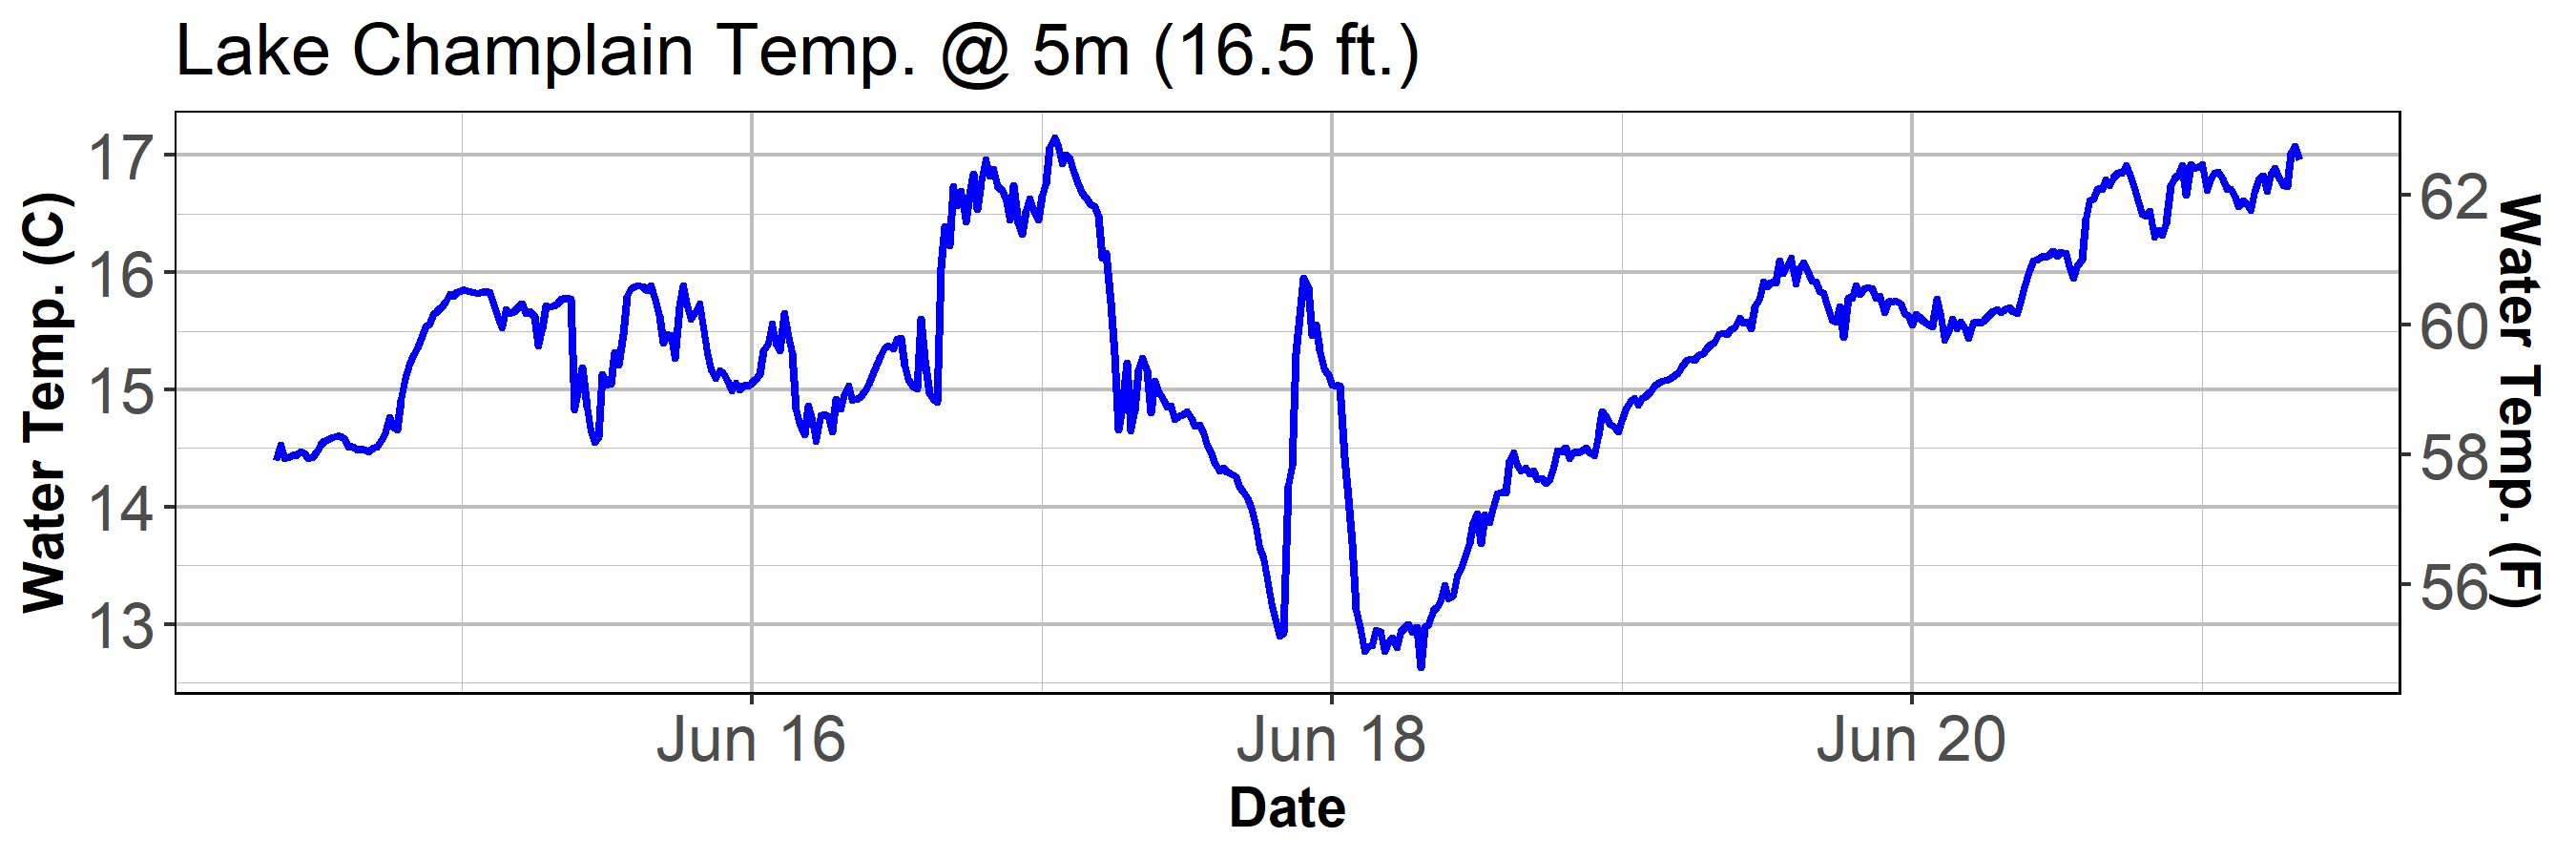 Lake Champlain Temp. @ 5m (16.5 ft.)
Water Temp. (C)
17
16
15
14
13
62
60
58
56
Water Temp. (F)
Jun 16 Jun 18 Jun 20
Date